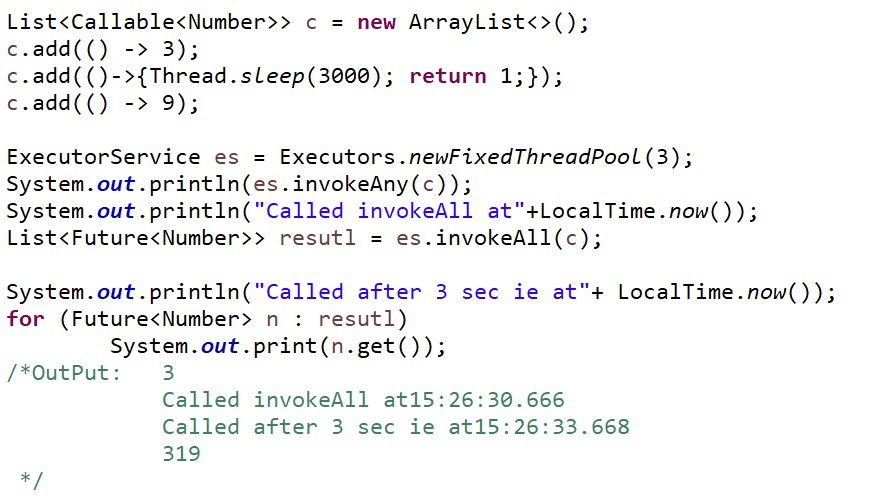 List<Callable<Number>> c = new ArrayList<>();
c.add(() -> 3);
c.add(()->{Thread.sleep(3000); return 1;});
c.add(() -> 9);
ExecutorService es = Executors.newFixedThreadPool(3);
System.out.println(es.invokeAny(c));
System.out.println("Called invokeAll at"+LocalTime.now());
List<Future<Number>> resutl = es.invokeAll(c);
System.out.println("Called after 3 sec ie at"+ LocalTime.now());
for (Future<Number> n : resutl)
System.out.print(n.get());
/*OutPut: 3
Called invokeAll at15:26:30.666
Called after 3 sec ie at15:26:33.668
319
*/